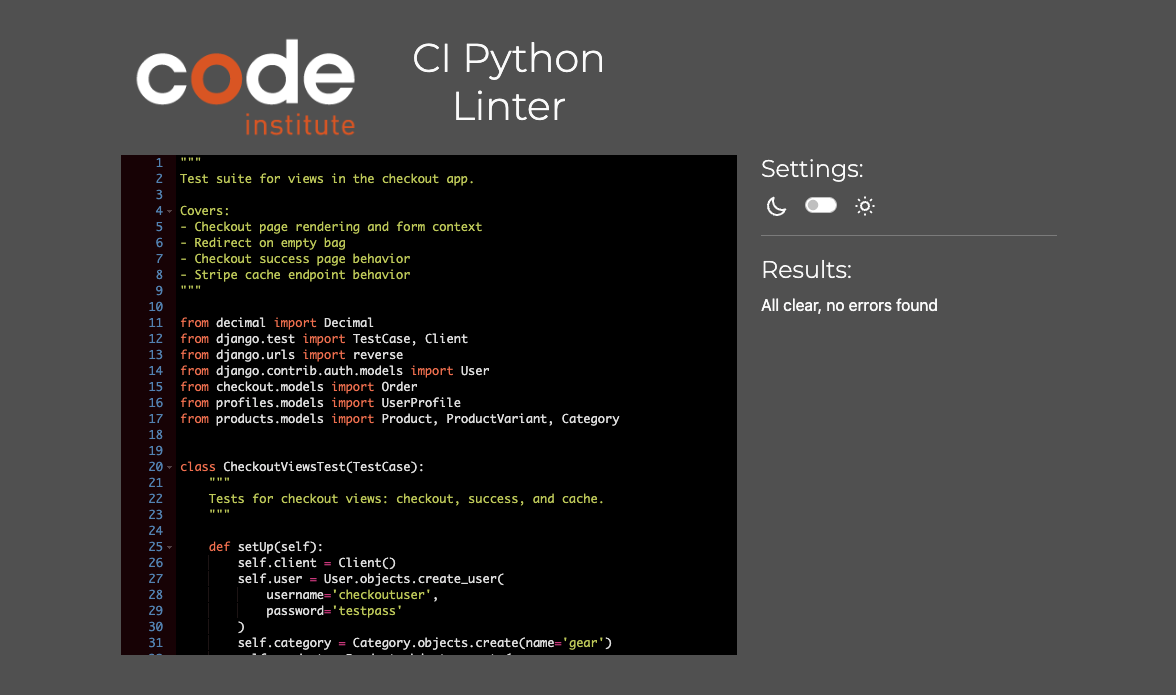 code
institute
CI Python
Linter
1 """
2 Test suite for views in the checkout app.
3
4 Covers:
5 - Checkout page rendering and form context
6 - Redirect on empty bag
7 - Checkout success page behavior
8 - Stripe cache endpoint behavior
9 """
10
11 from decimal import Decimal
12 from django.test import TestCase, Client
13 from django.urls import reverse
14 from django.contrib.auth.models import User
15 from checkout.models import Order
16 from profiles.models import UserProfile
17 from products.models import Product, ProductVariant, Category
18
19
20 class CheckoutViewsTest(TestCase):
21     """
22     Tests for checkout views: checkout, success, and cache.
23     """
24
25     def setUp(self):
26         self.client = Client()
27         self.user = User.objects.create_user(
28             username='checkoutuser',
29             password='testpass'
30         )
31         self.category = Category.objects.create(name='gear')
Settings:
Results:
All clear, no errors found